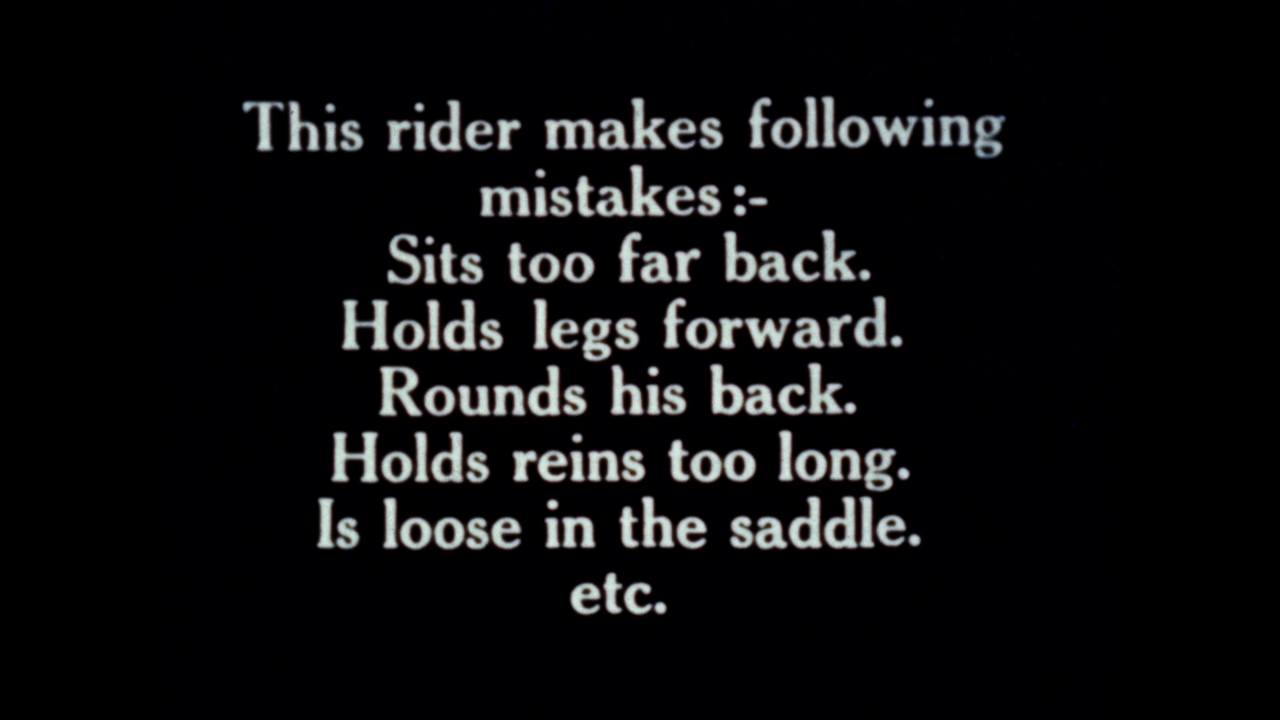 This rider makes following
mistakes:-
Sits too far back.
Holds legs forward.
Rounds his back.
Holds reins too long.
Is loose in the saddle.
etc.